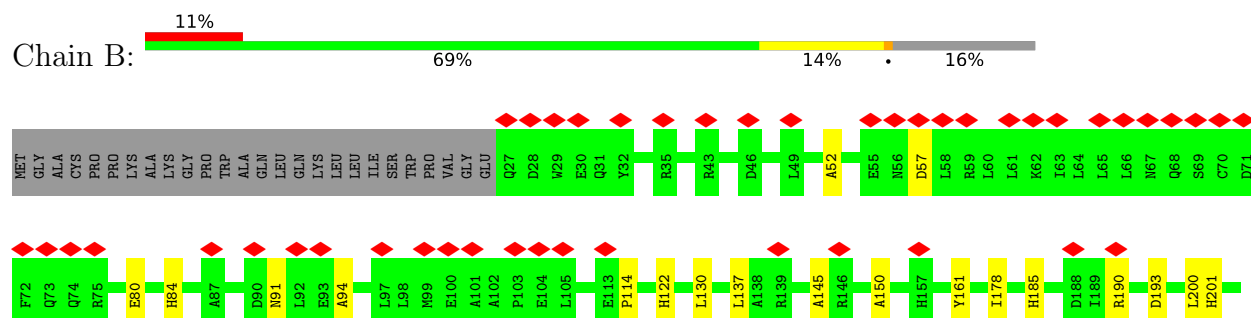 11%
Chain B:
69% 14% • 16%
MET GLY ALA CYS PRO PRO LYS ALA LYS GLY PRO TRP ALA GLN LEU GLN LYS LEU LEU ILE SER TRP PRO VAL GLY GLU Q27 D28 W29 E30 Q31 Y32 R35 R43 D46 L49 A52 E55 N56 D57 L58 R59 L60 L61 K62 I63 L64 L65 L66 N67 Q68 S69 C70 D71
F72 Q73 Q74 R75 E80 H84 A87 D90 N91 L92 E93 A94 L97 L98 M99 E100 A101 A102 P103 E104 L105 E113 P114 H122 L130 L137 A138 R139 A145 R146 A150 H157 Y161 I178 H185 D188 I189 R190 D193 L200 H201